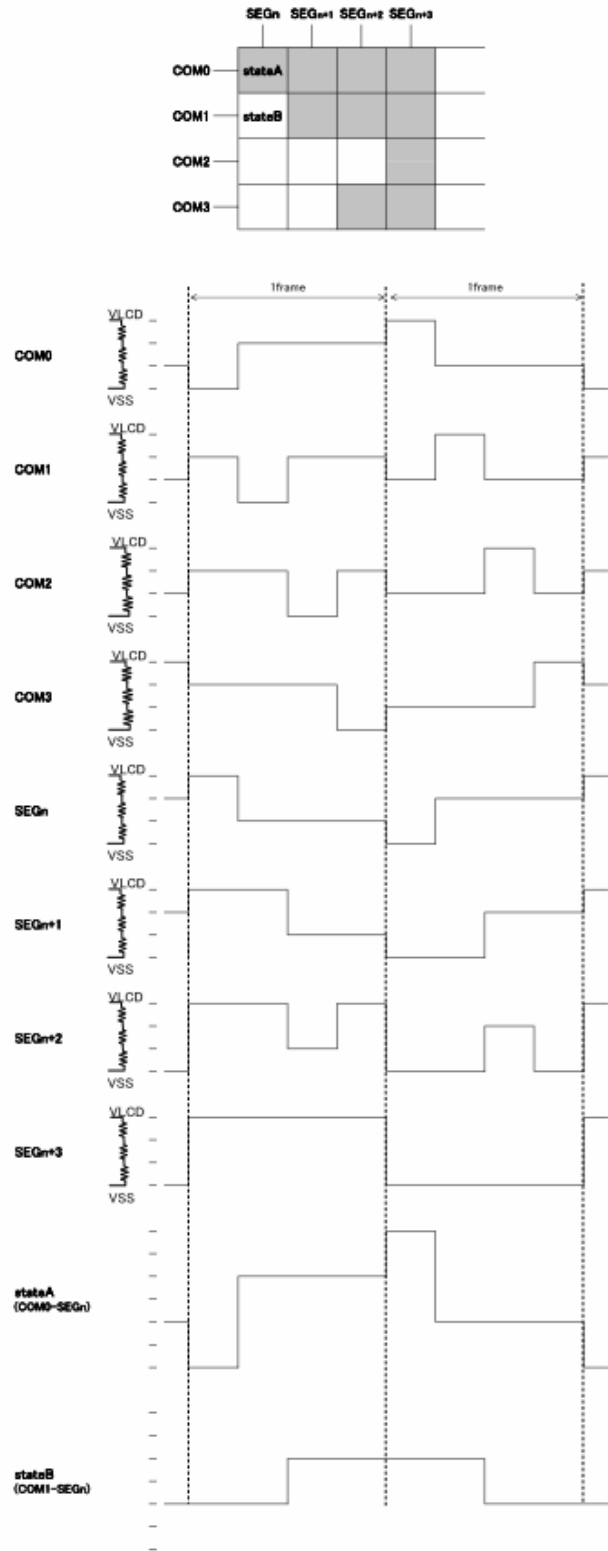 SEGn SEGn+1 SEGn+2 SEGn+3
COM0 stateA
COM1 stateB
COM2
COM3
1frame 1frame
VLCD
COM0
VSS
VLCD
COM1
VSS
VLCD
COM2
VSS
VLCD
COM3
VSS
VLCD
SEGn
VSS
VLCD
SEGn+1
VSS
VLCD
SEGn+2
VSS
VLCD
SEGn+3
VSS
stateA
(COM0-SEGn)
stateB
(COM1-SEGn)